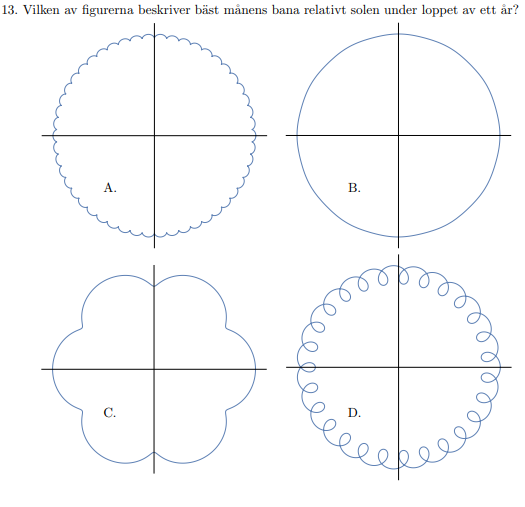 13. Vilken av figurerna beskriver bäst månens bana relativt solen under loppet av ett år?
A.
B.
C.
D.